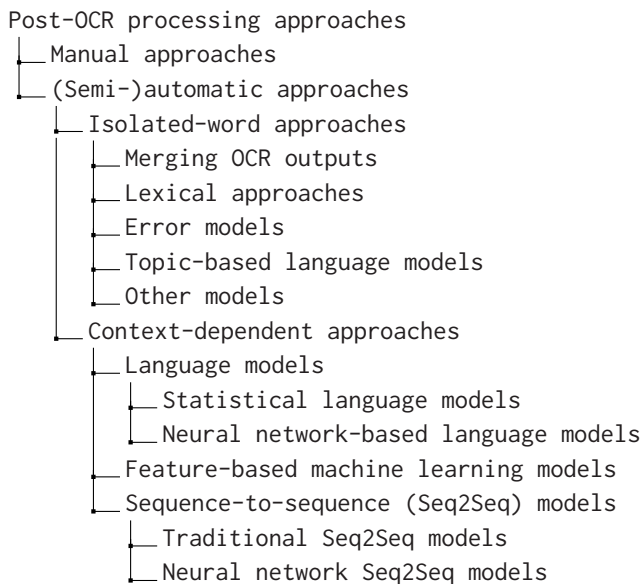 Post-OCR processing approaches
Manual approaches
(Semi-)automatic approaches
Isolated-word approaches
Merging OCR outputs
Lexical approaches
Error models
Topic-based language models
Other models
Context-dependent approaches
Language models
Statistical language models
Neural network-based language models
Feature-based machine learning models
Sequence-to-sequence (Seq2Seq) models
Traditional Seq2Seq models
Neural network Seq2Seq models